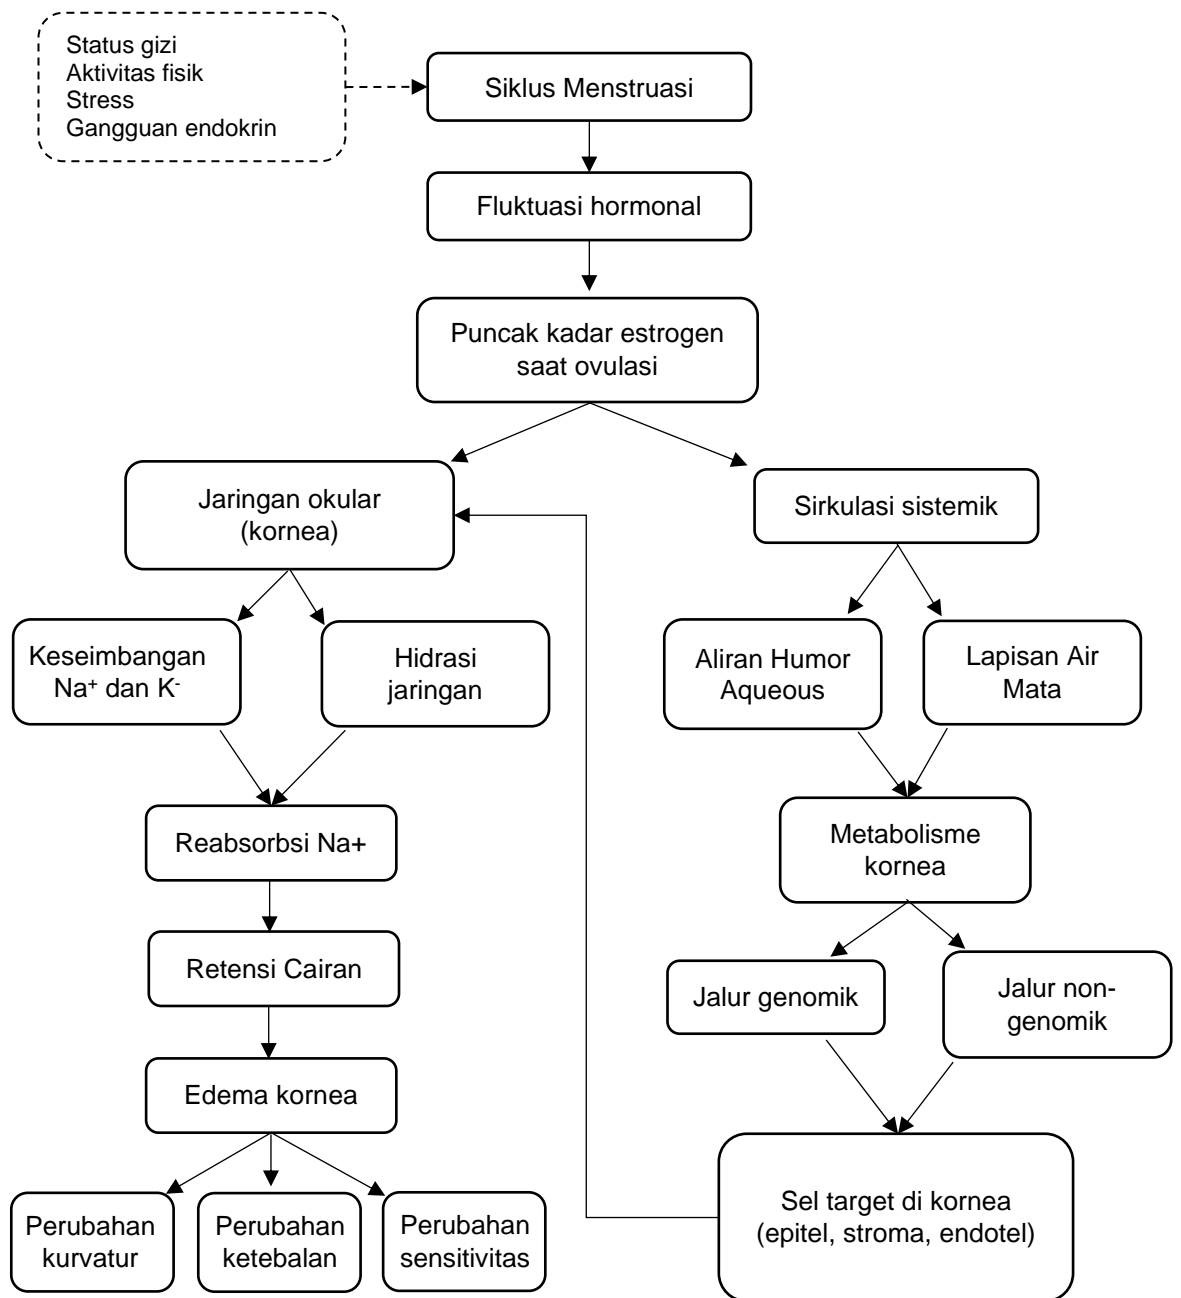 Status gizi
Aktivitas fisik
Stress
Gangguan endokrin
Siklus Menstruasi
Fluktuasi hormonal
Puncak kadar estrogen
saat ovulasi
Jaringan okular
(kornea)
Sirkulasi sistemik
Keseimbangan
Na⁺ dan K⁻
Hidrasi
jaringan
Aliran Humor
Aqueous
Lapisan Air
Mata
Reabsorbsi Na+
Metabolisme
kornea
Retensi Cairan
Jalur genomik
Jalur non-
genomik
Edema kornea
Perubahan
kurvatur
Perubahan
ketebalan
Perubahan
sensitivitas
Sel target di kornea
(epitel, stroma, endotel)